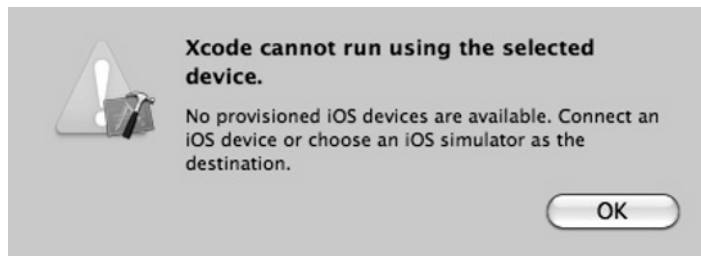 Xcode cannot run using the selected
device.
No provisioned iOS devices are available. Connect an
iOS device or choose an iOS simulator as the
destination.
OK